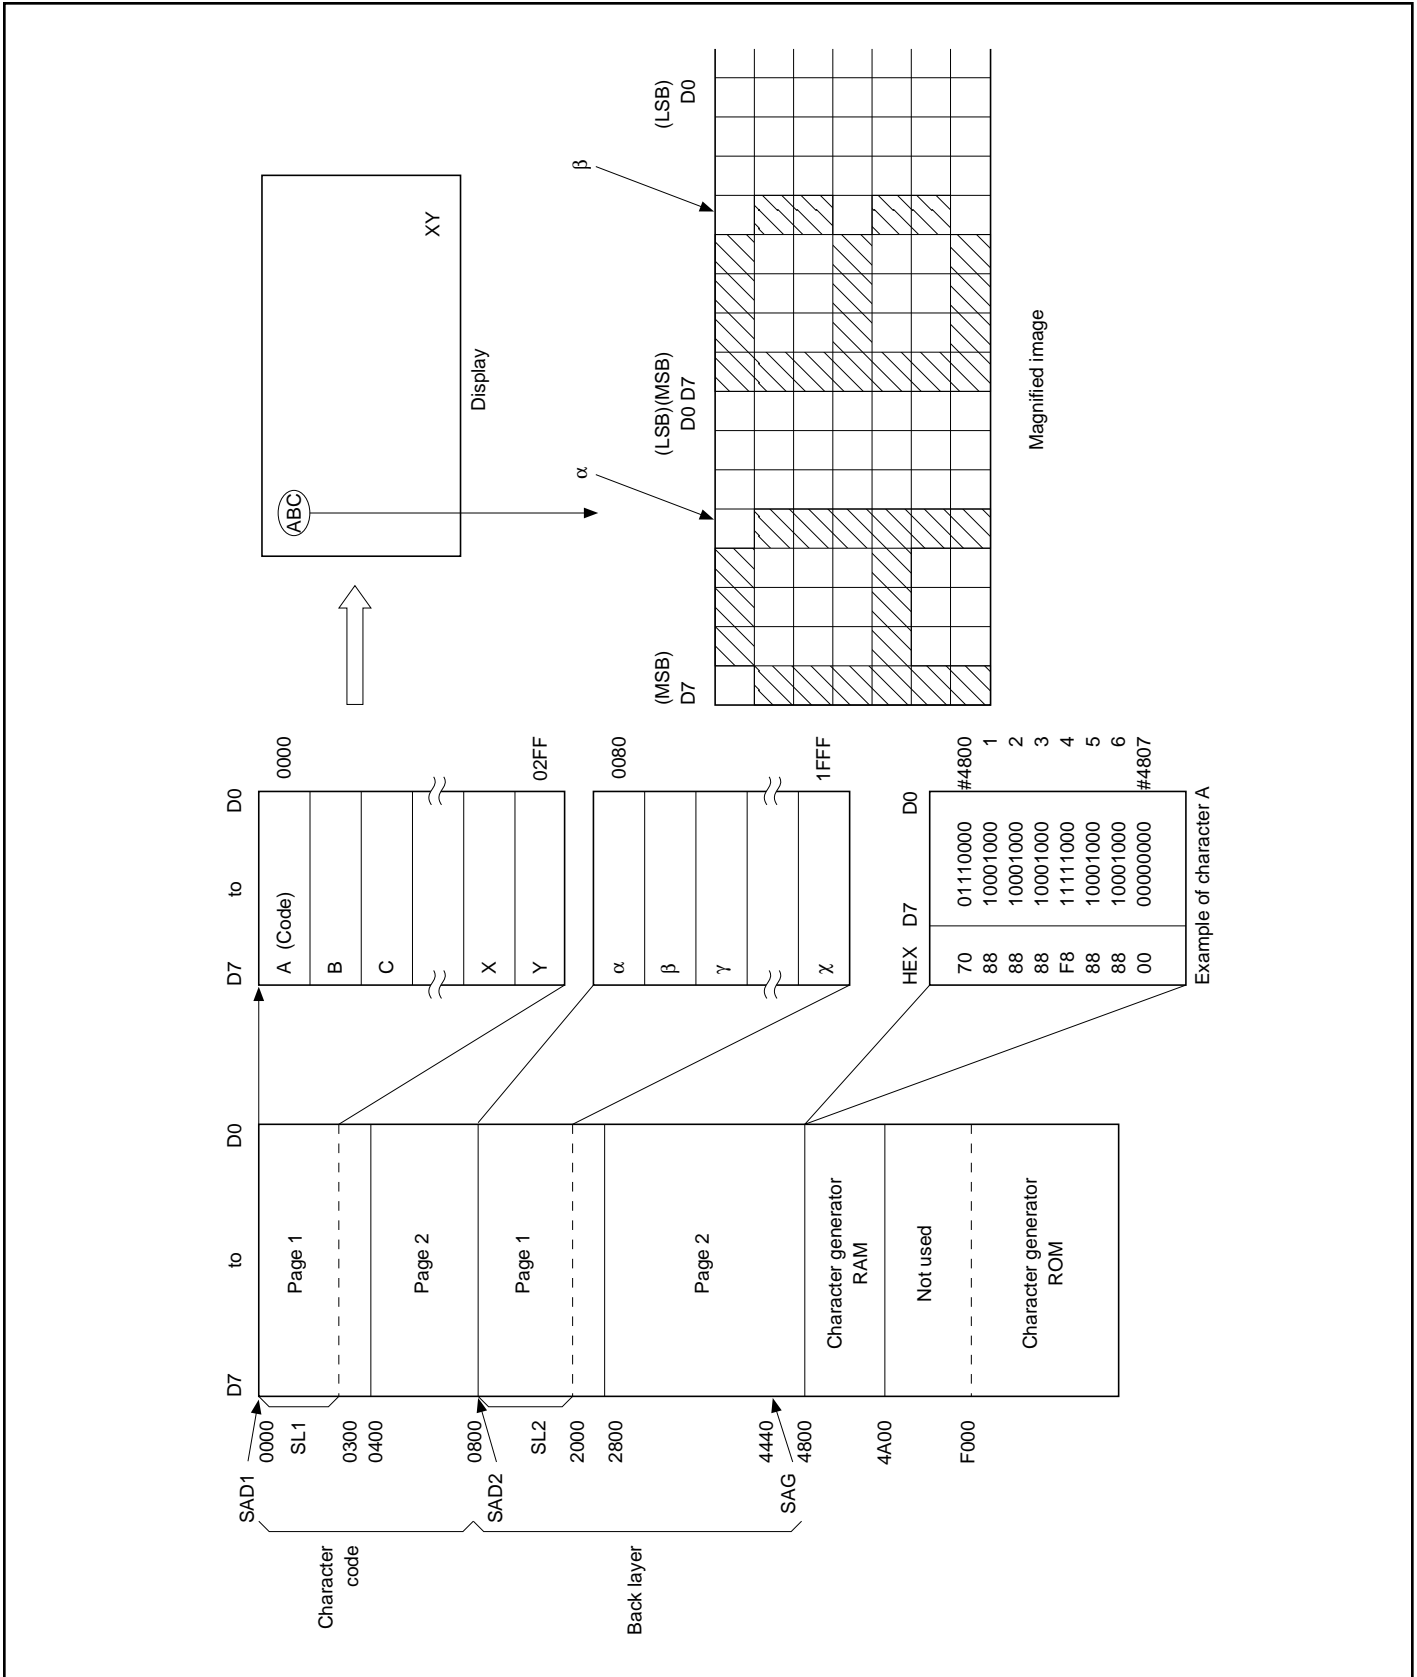 Character
code
SAD1
0000
SL1
0300
0400
0800
SAD2
SL2
2000
2800
4440
4800
SAG
4A00
F000
Back layer
D7 to D0
Page 1
Page 2
Page 1
Page 2
Character generator
RAM
Not used
Character generator
ROM
D7 to D0
A (Code)
B
C
X
Y
0000
02FF
α
β
γ
χ
0080
1FFF
HEX D7 D0
70 01110000 #4800
88 10001000 1
88 10001000 2
88 10001000 3
F8 11111000 4
88 10001000 5
88 10001000 6
00 00000000 #4807
Example of character A
ABC
XY
Display
α
β
(MSB) (LSB)(MSB) (LSB)
D7 D0 D7 D0
Magnified image